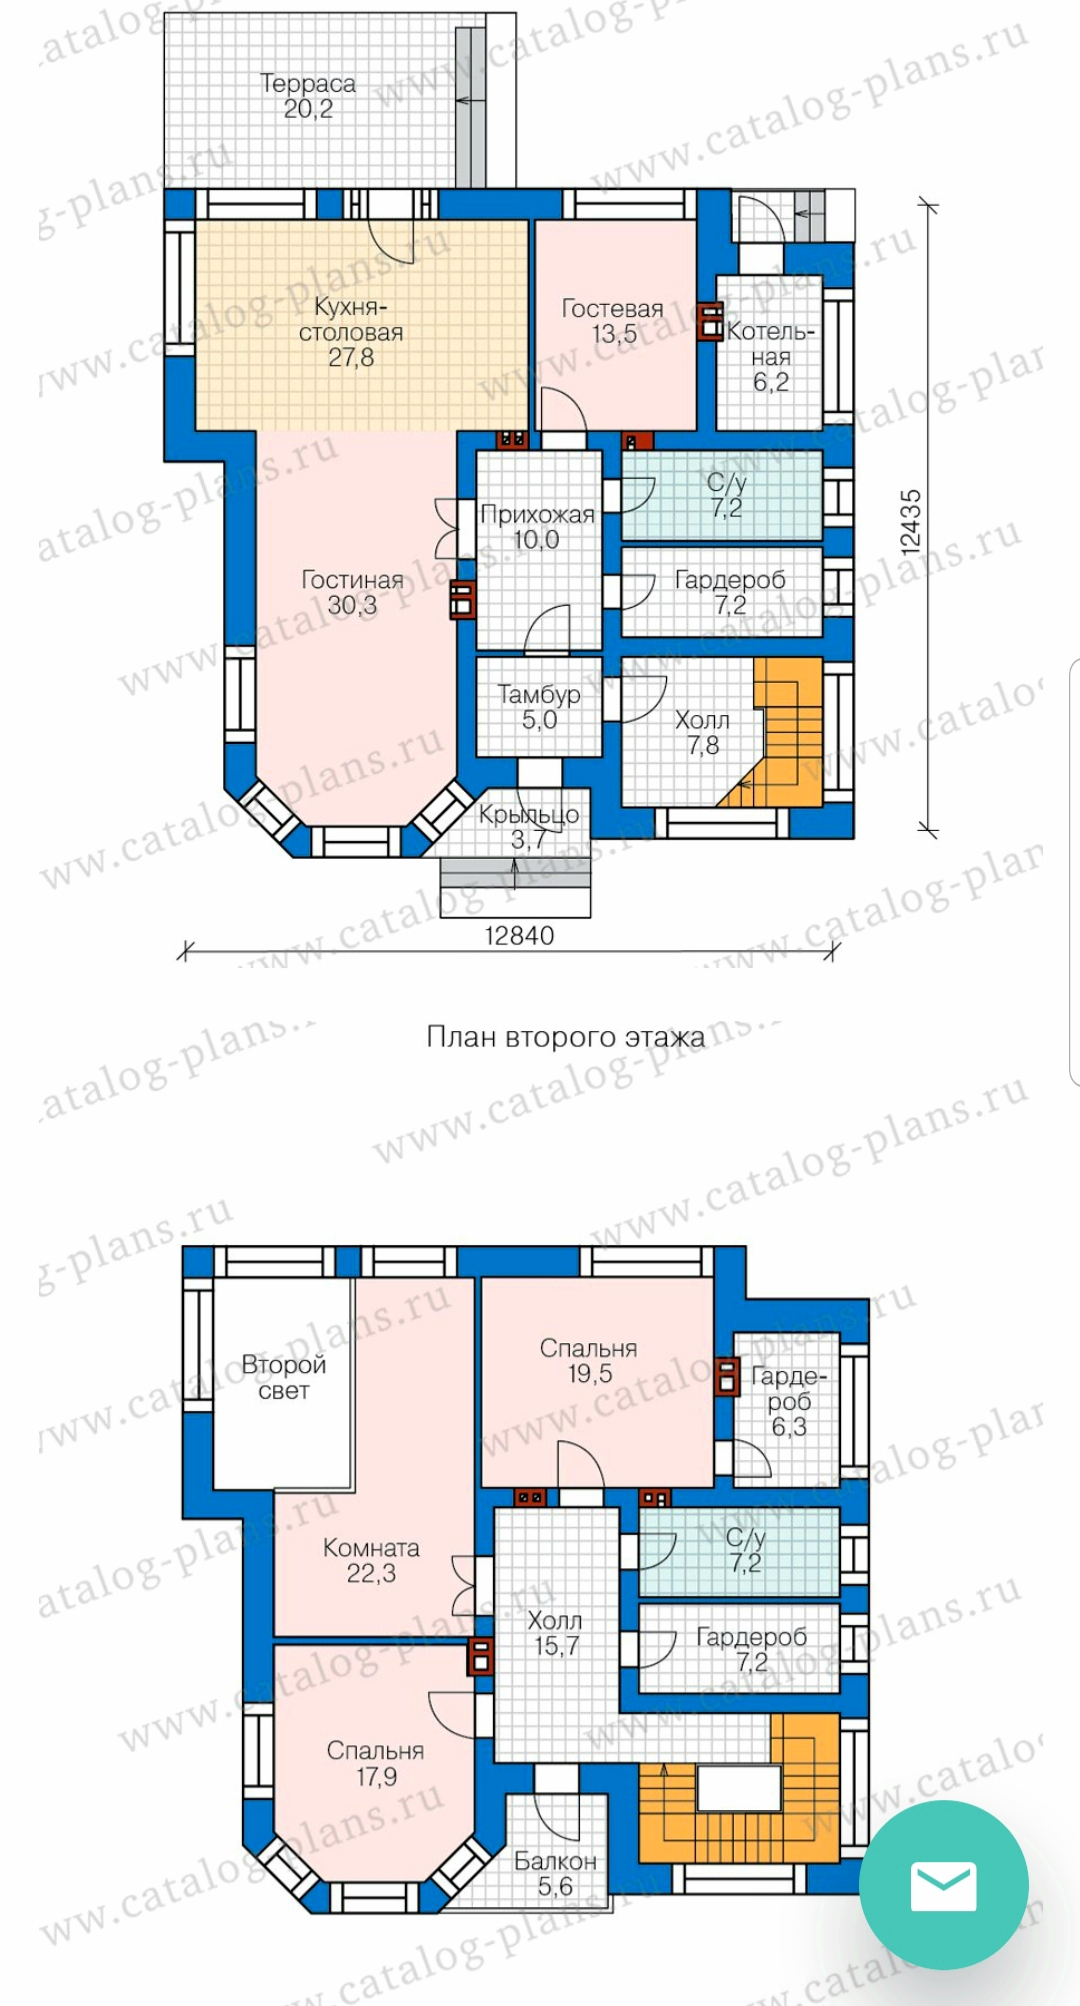 www.catalog-plans.ru
Терраса
20,2
Кухня-
столовая
27,8
Гостевая
13,5
Котель-
ная
6,2
С/у
7,2
Прихожая
10,0
Гостиная
30,3
Гардероб
7,2
Тамбур
5,0
Холл
7,8
Крыльцо
3,7
12435
12840
План второго этажа
Второй
свет
Спальня
19,5
Гарде-
роб
6,3
Комната
22,3
С/у
7,2
Холл
15,7
Гардероб
7,2
Спальня
17,9
Балкон
5,6